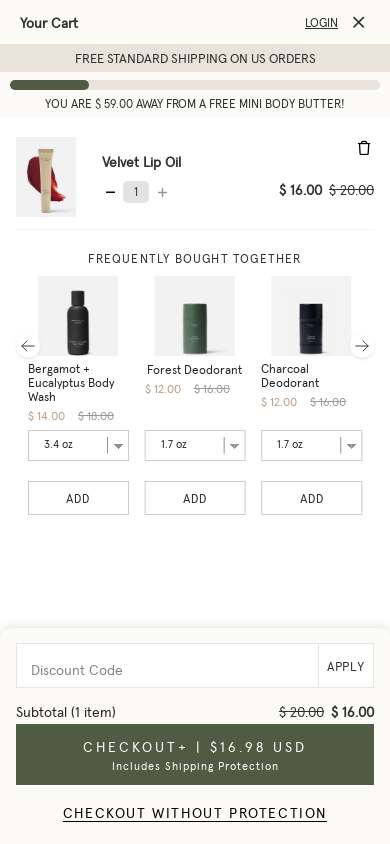 Your Cart
LOGIN
FREE STANDARD SHIPPING ON US ORDERS
YOU ARE $ 59.00 AWAY FROM A FREE MINI BODY BUTTER!
Velvet Lip Oil
1
$ 16.00 $ 20.00
FREQUENTLY BOUGHT TOGETHER
Bergamot +
Eucalyptus Body
Wash
$ 14.00 $ 18.00
3.4 oz
ADD
Forest Deodorant
$ 12.00 $ 16.00
1.7 oz
ADD
Charcoal
Deodorant
$ 12.00 $ 16.00
1.7 oz
ADD
Discount Code
APPLY
Subtotal (1 item) $ 20.00 $ 16.00
CHECKOUT+ | $16.98 USD
Includes Shipping Protection
CHECKOUT WITHOUT PROTECTION